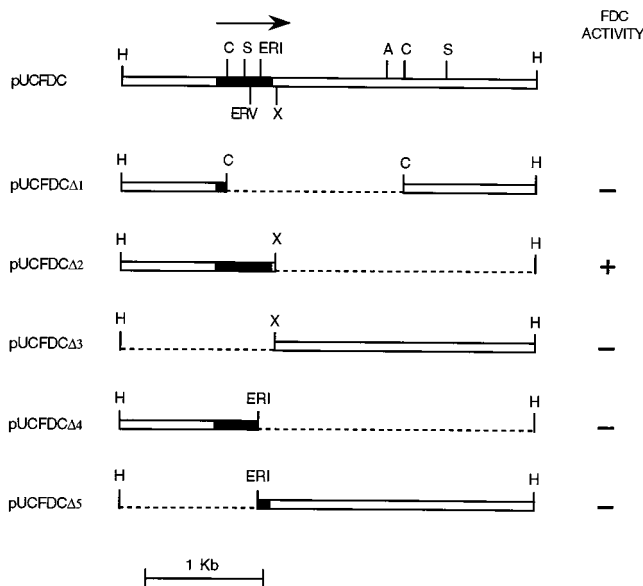 FDC
ACTIVITY
H C S ERI A C S H
pUCFDC
ERV X
H C C H
pUCFDCΔ1 −
H X H
pUCFDCΔ2 +
H X H
pUCFDCΔ3 −
H ERI H
pUCFDCΔ4 −
H ERI H
pUCFDCΔ5 −
1 Kb